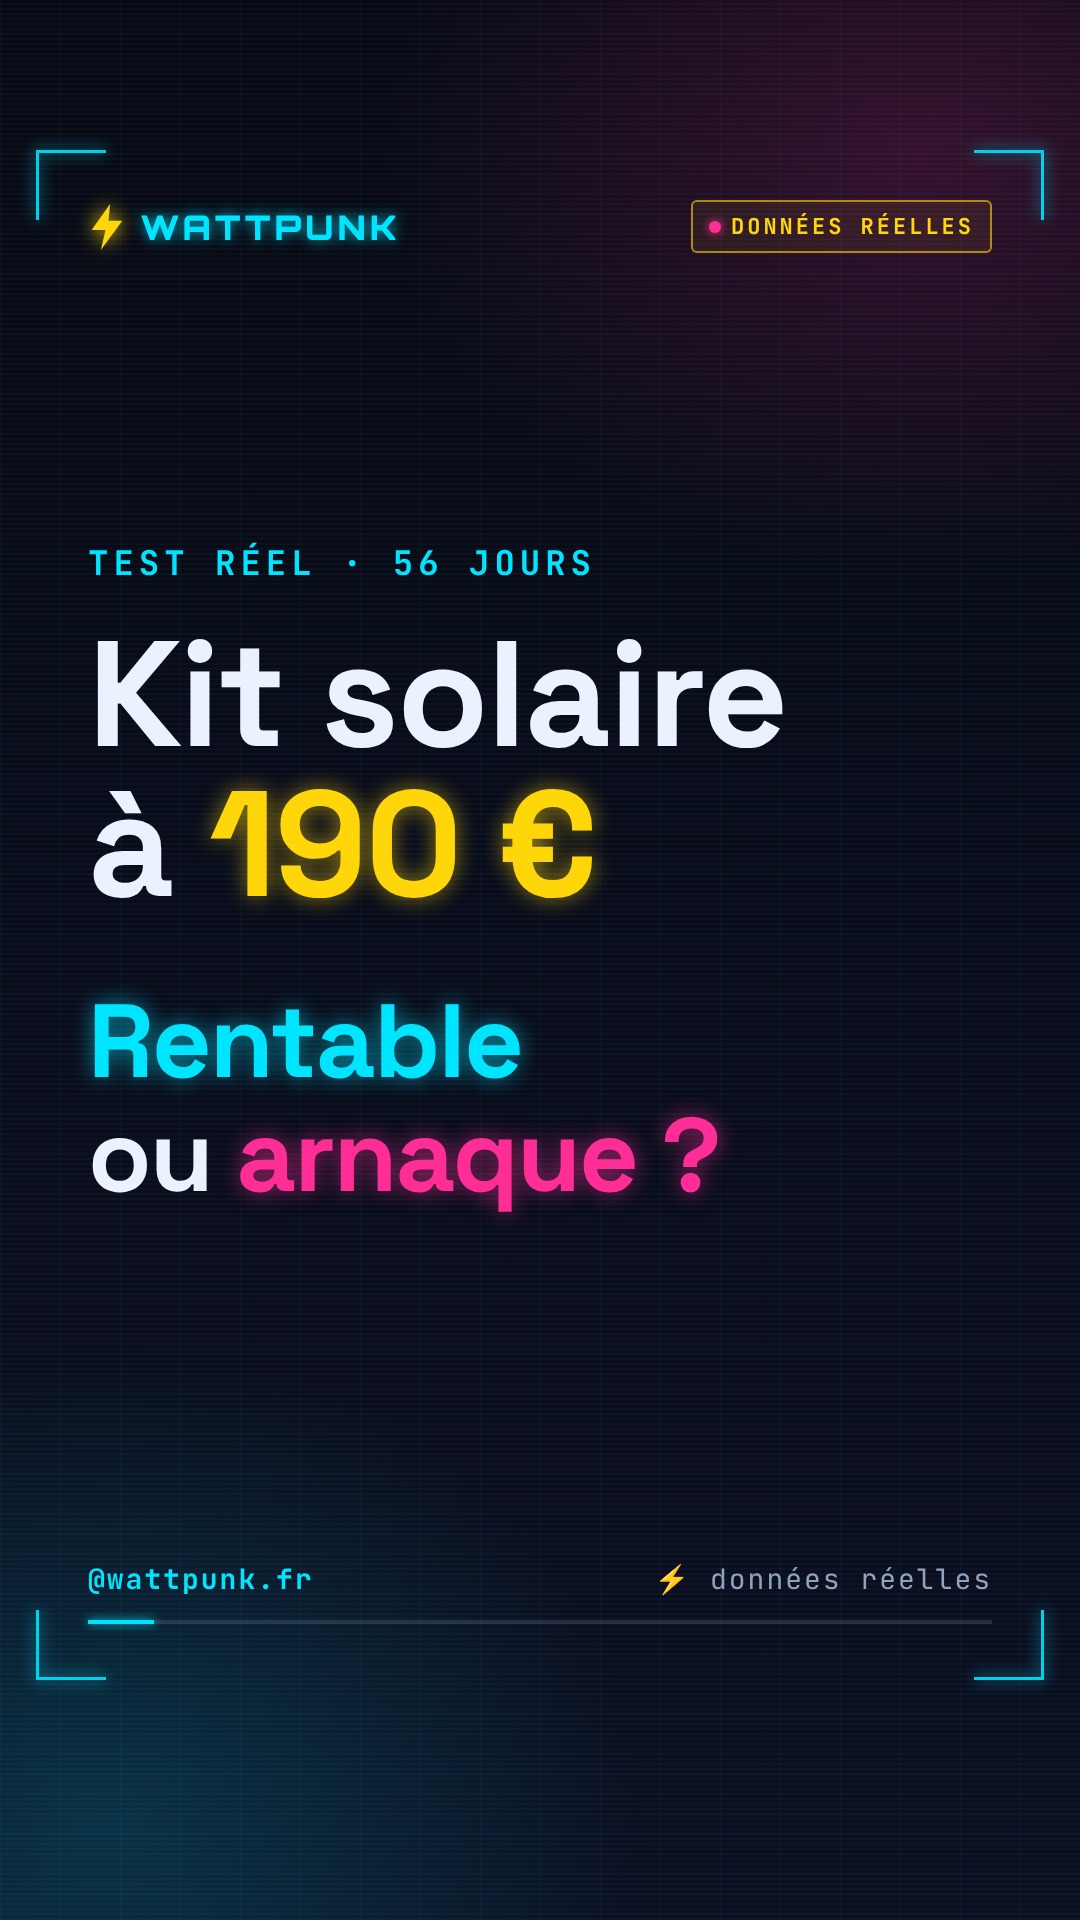 ⚡ WATTPUNK
DONNÉES RÉELLES
TEST RÉEL · 56 JOURS
Kit solaire
à 190 €
Rentable
ou arnaque ?
@wattpunk.fr
⚡ données réelles